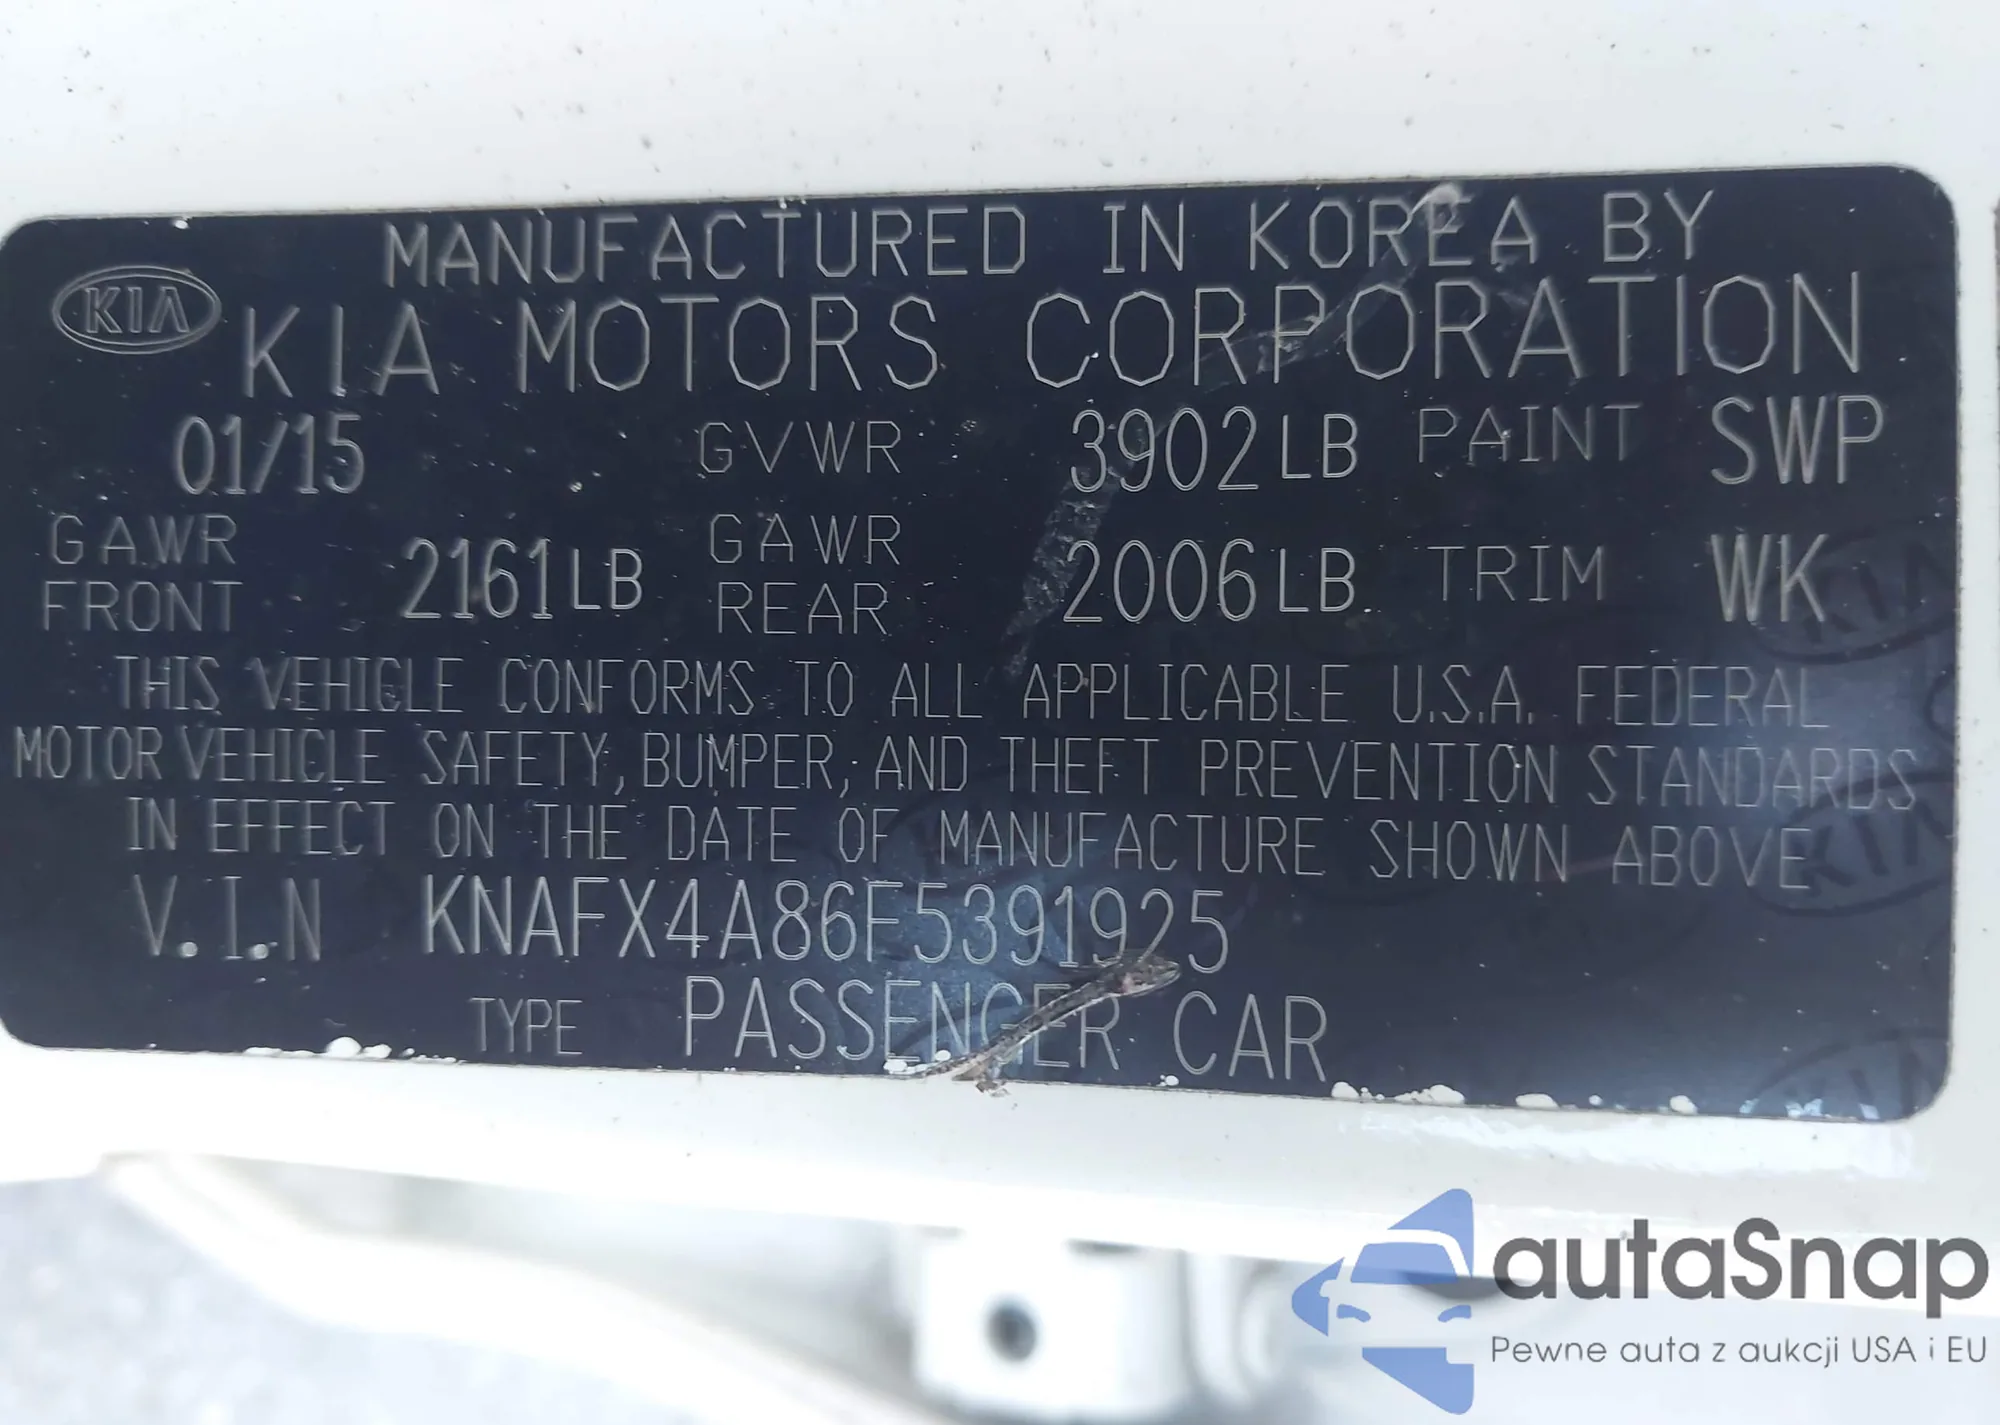 MANUFACTURED IN KOREA BY
KIA KIA MOTORS CORPORATION
01/15 GVWR 3902LB PAINT SWP
GAWR FRONT 2161LB GAWR REAR 2006LB TRIM WK
THIS VEHICLE CONFORMS TO ALL APPLICABLE U.S.A. FEDERAL
MOTOR VEHICLE SAFETY, BUMPER, AND THEFT PREVENTION STANDARDS
IN EFFECT ON THE DATE OF MANUFACTURE SHOWN ABOVE
V.I.N KNAFX4A86F5391925
TYPE PASSENGER CAR
autaSnap
Pewne auta z aukcji USA i EU